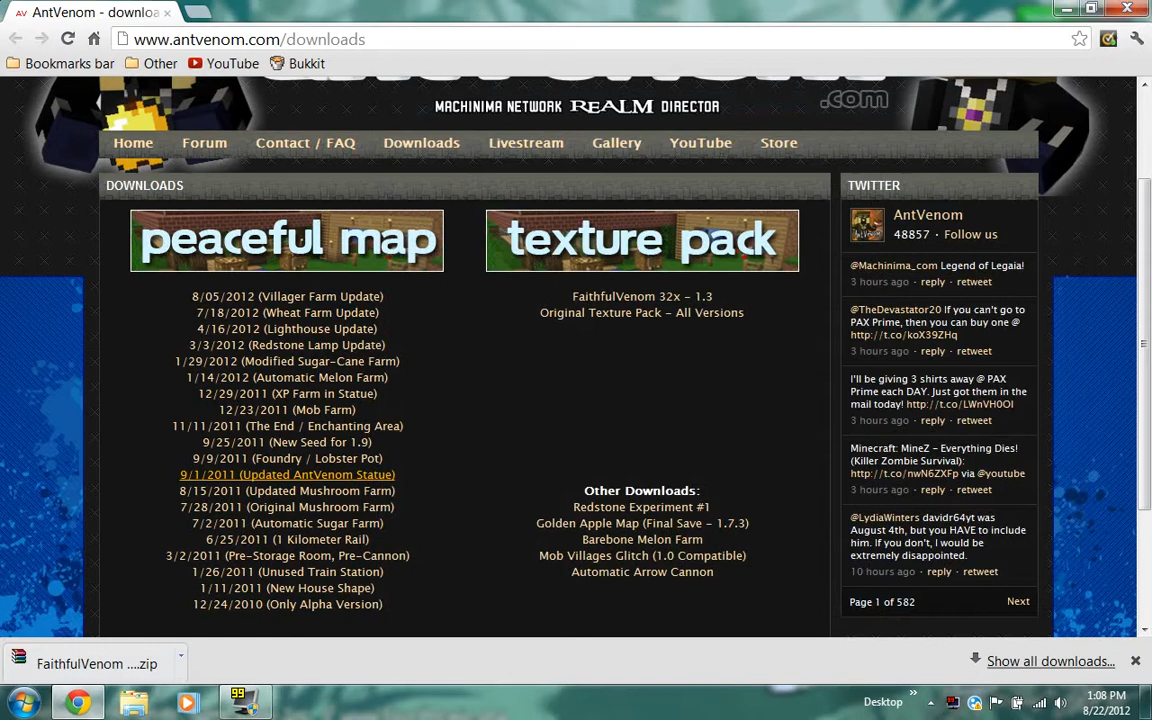 AV AntVenom - downloa
www.antvenom.com/downloads
Bookmarks bar
Other
YouTube
Bukkit
.com
MACHINIMA NETWORK REALM DIRECTOR
Home
Forum
Contact / FAQ
Downloads
Livestream
Gallery
YouTube
Store
DOWNLOADS
peaceful map
8/05/2012 (Villager Farm Update)
7/18/2012 (Wheat Farm Update)
4/16/2012 (Lighthouse Update)
3/3/2012 (Redstone Lamp Update)
1/29/2012 (Modified Sugar-Cane Farm)
1/14/2012 (Automatic Melon Farm)
12/29/2011 (XP Farm in Statue)
12/23/2011 (Mob Farm)
11/11/2011 (The End / Enchanting Area)
9/25/2011 (New Seed for 1.9)
9/9/2011 (Foundry / Lobster Pot)
9/1/2011 (Updated AntVenom Statue)
8/15/2011 (Updated Mushroom Farm)
7/28/2011 (Original Mushroom Farm)
7/2/2011 (Automatic Sugar Farm)
6/25/2011 (1 Kilometer Rail)
3/2/2011 (Pre-Storage Room, Pre-Cannon)
1/26/2011 (Unused Train Station)
1/11/2011 (New House Shape)
12/24/2010 (Only Alpha Version)
texture pack
FaithfulVenom 32x - 1.3
Original Texture Pack - All Versions
Other Downloads:
Redstone Experiment #1
Golden Apple Map (Final Save - 1.7.3)
Barebone Melon Farm
Mob Villages Glitch (1.0 Compatible)
Automatic Arrow Cannon
TWITTER
AntVenom
48857 · Follow us
@Machinima_com Legend of Legaia!
3 hours ago · reply · retweet
@TheDevastator20 If you can't go to
PAX Prime, then you can buy one @
http://t.co/koX39ZHq
3 hours ago · reply · retweet
I'll be giving 3 shirts away @ PAX
Prime each DAY. Just got them in the
mail today! http://t.co/LWnVH0OI
3 hours ago · reply · retweet
Minecraft: MineZ - Everything Dies!
(Killer Zombie Survival):
http://t.co/nwN6ZXFp via @youtube
3 hours ago · reply · retweet
@LydiaWinters davidr64yt was
August 4th, but you HAVE to include
him. If you don't, I would be
extremely disappointed.
10 hours ago · reply · retweet
Page 1 of 582
Next
FaithfulVenom ....zip
Show all downloads...
99
Desktop
1:08 PM
8/22/2012